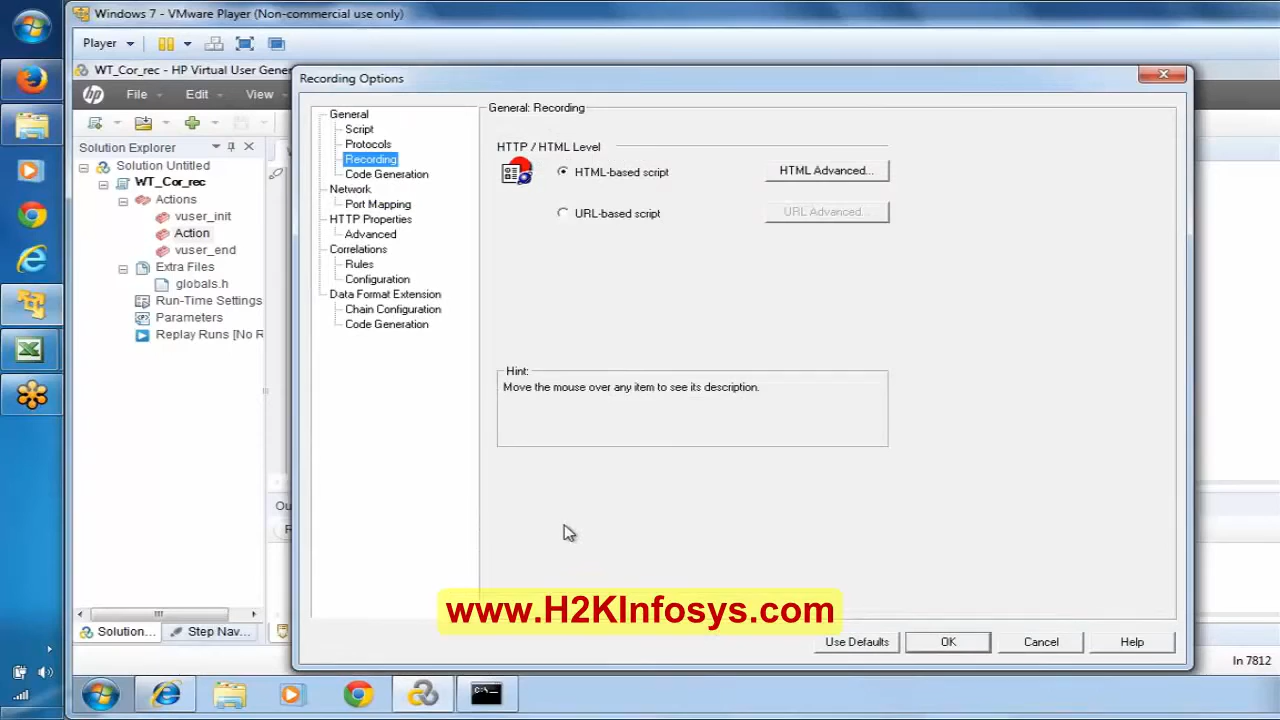 Windows 7 - VMware Player (Non-commercial use only)
Player
WT_Cor_rec - HP Virtual User Gener
Recording Options
hp
File
Edit
View
Solution Explorer
Solution Untitled
WT_Cor_rec
Actions
vuser_init
Action
vuser_end
Extra Files
globals.h
Run-Time Settings
Parameters
Replay Runs [No R
Solution...
Step Nav...
Ou
General
Script
Protocols
Recording
Code Generation
Network
Port Mapping
HTTP Properties
Advanced
Correlations
Rules
Configuration
Data Format Extension
Chain Configuration
Code Generation
General: Recording
HTTP / HTML Level
HTML-based script
HTML Advanced...
URL-based script
URL Advanced...
Hint:
Move the mouse over any item to see its description.
www.H2KInfosys.com
Use Defaults
OK
Cancel
Help
ln 7812